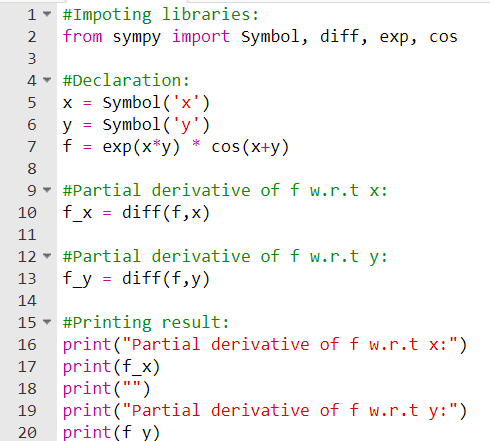 1 #Impoting libraries:
2 from sympy import Symbol, diff, exp, cos
3
4 #Declaration:
5 x = Symbol('x')
6 y = Symbol('y')
7 f = exp(x*y) * cos(x+y)
8
9 #Partial derivative of f w.r.t x:
10 f_x = diff(f,x)
11
12 #Partial derivative of f w.r.t y:
13 f_y = diff(f,y)
14
15 #Printing result:
16 print("Partial derivative of f w.r.t x:")
17 print(f_x)
18 print("")
19 print("Partial derivative of f w.r.t y:")
20 print(f y)